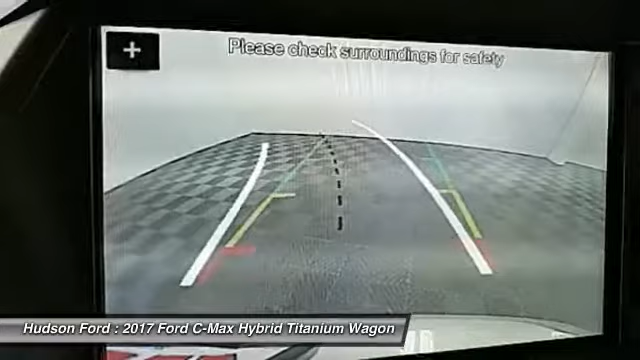 Please check surroundings for safety
Hudson Ford : 2017 Ford C-Max Hybrid Titanium Wagon